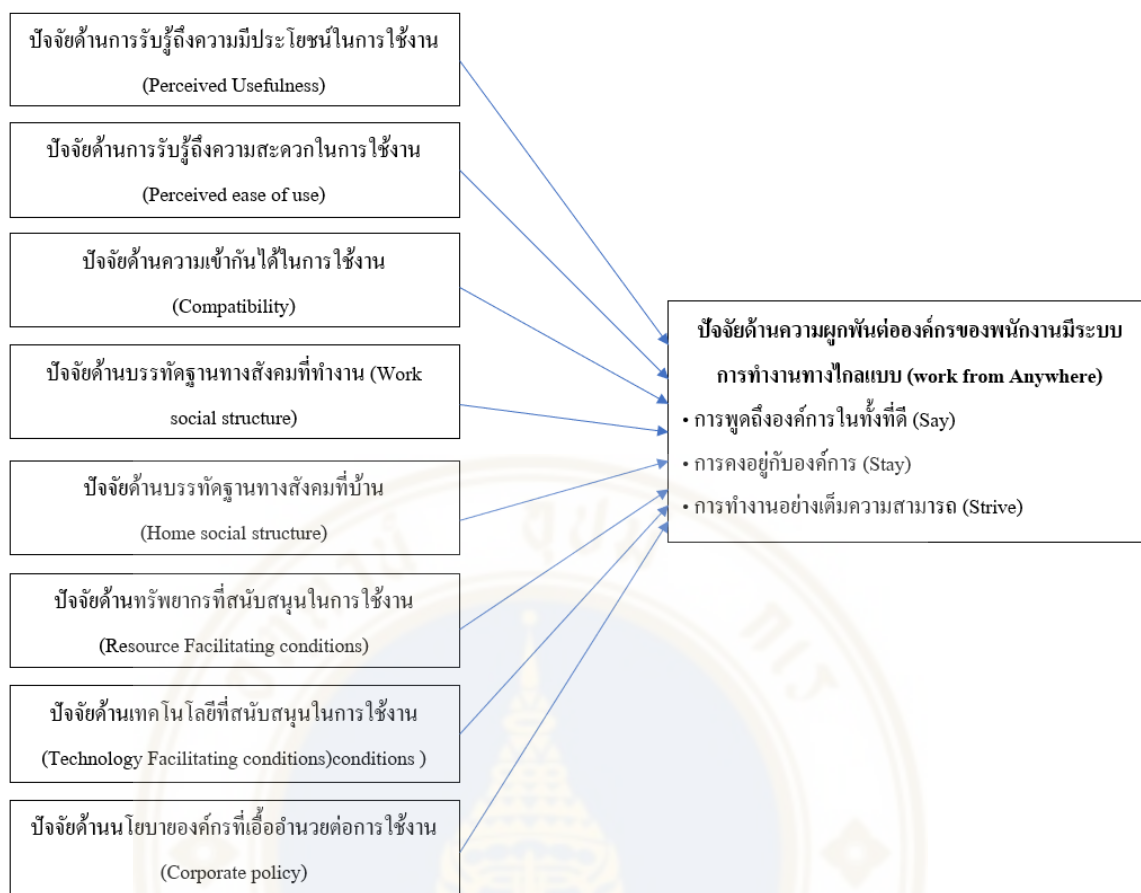 ปัจจัยด้านการรับรู้ถึงความมีประโยชน์ในการใช้งาน
(Perceived Usefulness)
ปัจจัยด้านการรับรู้ถึงความสะดวกในการใช้งาน
(Perceived ease of use)
ปัจจัยด้านความเข้ากันได้ในการใช้งาน
(Compatibility)
ปัจจัยด้านบรรทัดฐานทางสังคมที่ทำงาน (Work
social structure)
ปัจจัยด้านบรรทัดฐานทางสังคมที่บ้าน
(Home social structure)
ปัจจัยด้านทรัพยากรที่สนับสนุนในการใช้งาน
(Resource Facilitating conditions)
ปัจจัยด้านเทคโนโลยีที่สนับสนุนในการใช้งาน
(Technology Facilitating conditions)conditions )
ปัจจัยด้านนโยบายองค์กรที่เอื้ออำนวยต่อการใช้งาน
(Corporate policy)
ปัจจัยด้านความผูกพันต่อองค์กรของพนักงานมีระบบ
การทำงานทางไกลแบบ (work from Anywhere)
• การพูดถึงองค์การในทั้งที่ดี (Say)
• การคงอยู่กับองค์การ (Stay)
• การทำงานอย่างเต็มความสามารถ (Strive)